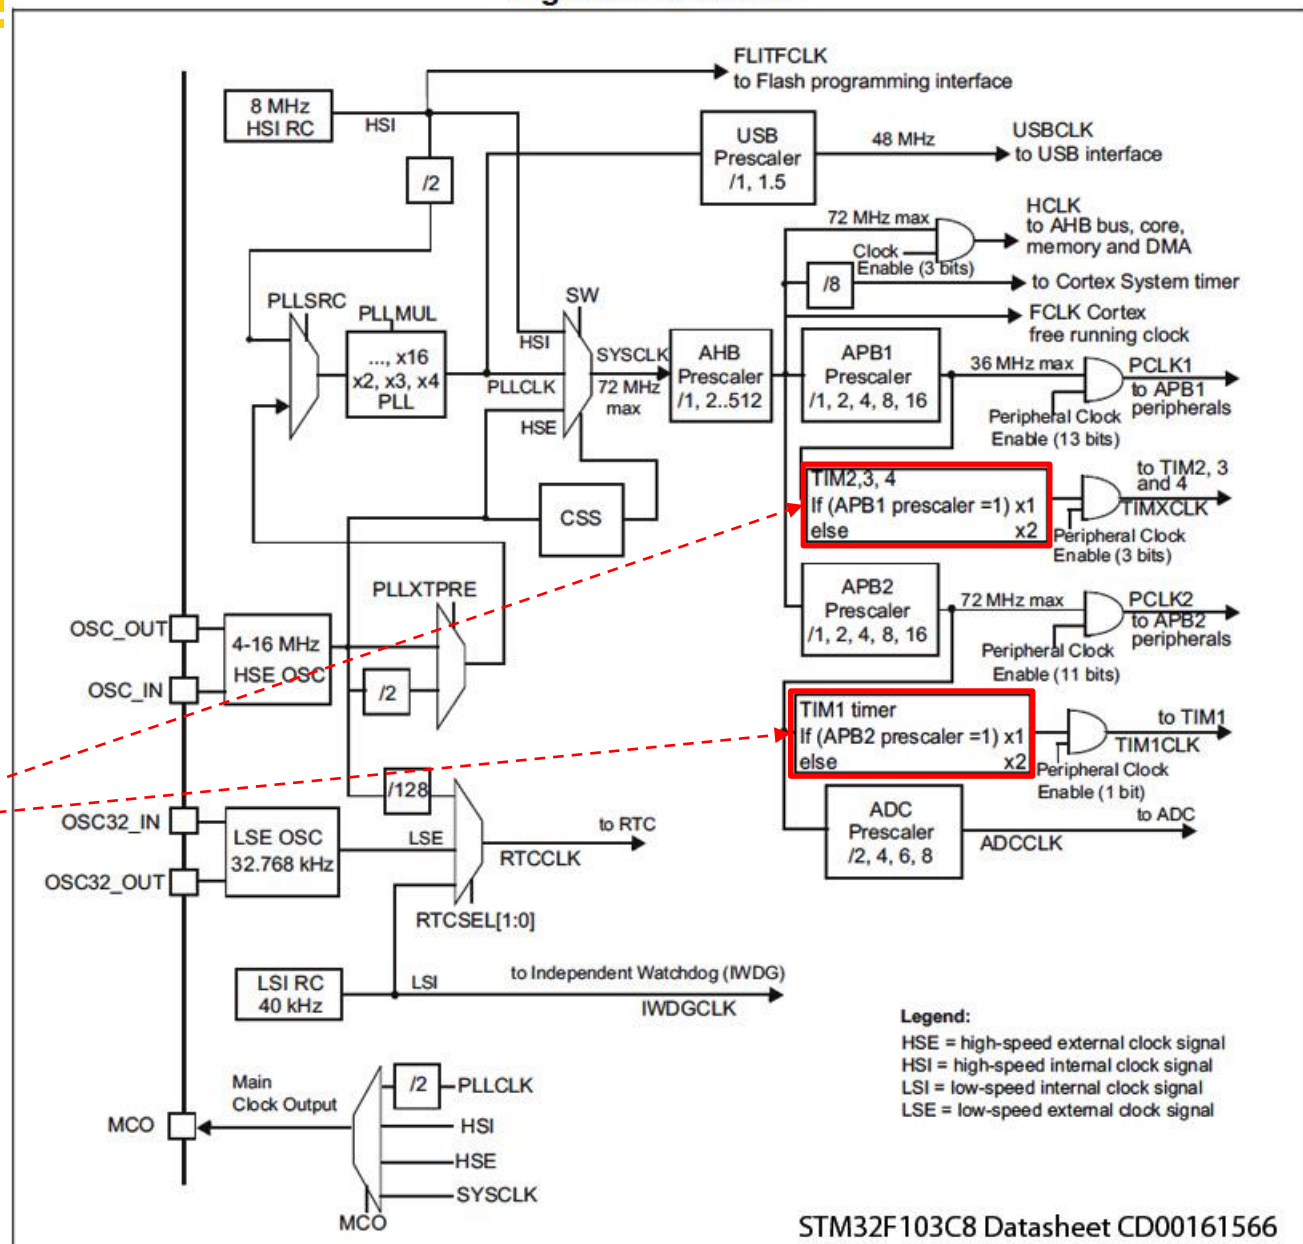 FLITFCLK
to Flash programming interface
8 MHz
HSI RC
HSI
/2
USB
Prescaler
/1, 1.5
48 MHz
USBCLK
to USB interface
72 MHz max
Clock
Enable (3 bits)
HCLK
to AHB bus, core,
memory and DMA
/8
to Cortex System timer
FCLK Cortex
free running clock
PLLSRC
PLLMUL
..., x16
x2, x3, x4
PLL
SW
HSI
PLLCLK
HSE
SYSCLK
72 MHz
max
AHB
Prescaler
/1, 2..512
APB1
Prescaler
/1, 2, 4, 8, 16
36 MHz max
PCLK1
to APB1
peripherals
Peripheral Clock
Enable (13 bits)
TIM2,3, 4
If (APB1 prescaler =1) x1
else x2
to TIM2, 3
and 4
TIMXCLK
Peripheral Clock
Enable (3 bits)
CSS
PLLXTPRE
OSC_OUT
OSC_IN
4-16 MHz
HSE OSC
/2
APB2
Prescaler
/1, 2, 4, 8, 16
72 MHz max
PCLK2
to APB2
peripherals
Peripheral Clock
Enable (11 bits)
TIM1 timer
If (APB2 prescaler =1) x1
else x2
to TIM1
TIM1CLK
Peripheral Clock
Enable (1 bit)
/128
OSC32_IN
OSC32_OUT
LSE OSC
32.768 kHz
LSE
to RTC
RTCCLK
RTCSEL[1:0]
ADC
Prescaler
/2, 4, 6, 8
to ADC
ADCCLK
LSI RC
40 kHz
LSI
to Independent Watchdog (IWDG)
IWDGCLK
Legend:
HSE = high-speed external clock signal
HSI = high-speed internal clock signal
LSI = low-speed internal clock signal
LSE = low-speed external clock signal
Main
Clock Output
MCO
/2
PLLCLK
HSI
HSE
SYSCLK
MCO
STM32F103C8 Datasheet CD00161566